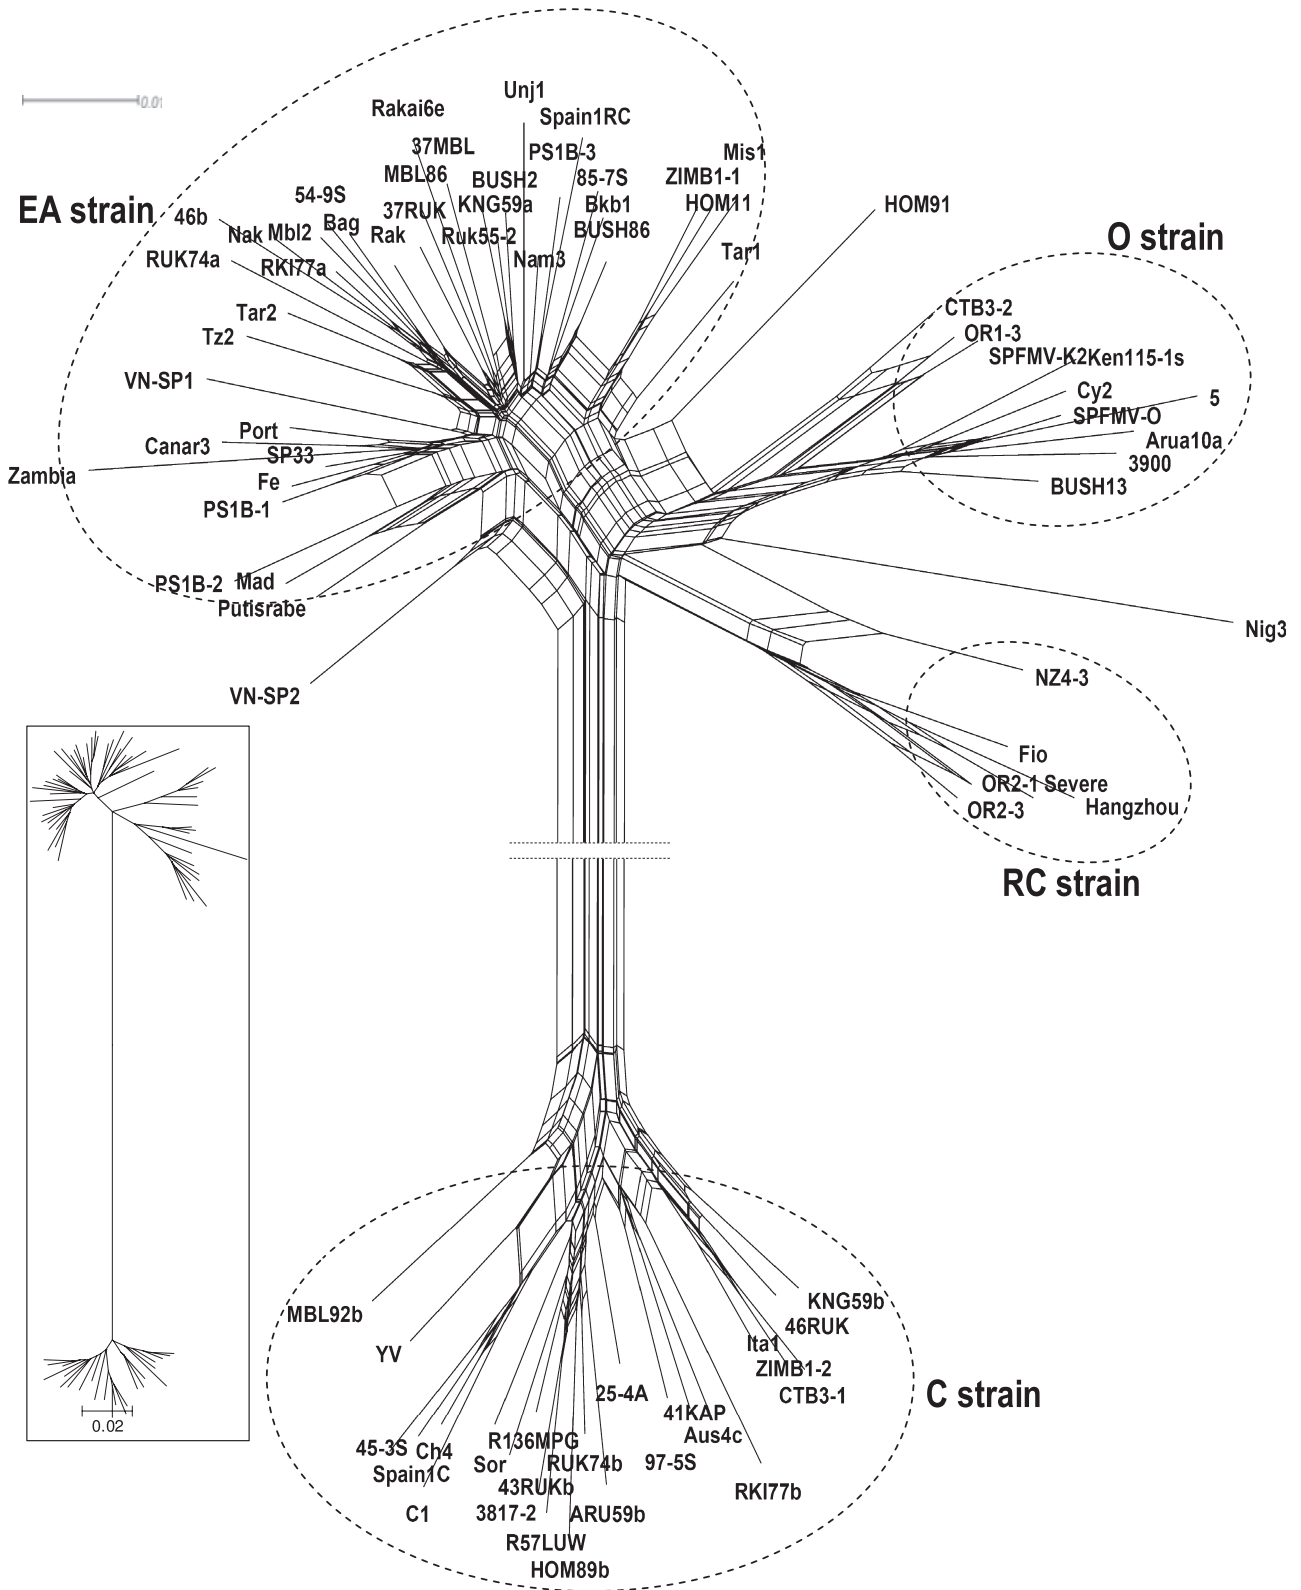 Unj1
0.01
Rakai6e
Spain1RC
37MBL
PS1B-3
Mis1
MBL86
BUSH2
85-7S
ZIMB1-1
54-9S
KNG59a
Bkb1
HOM11
HOM91
EA strain
46b
Bag
37RUK
Nak
Mbl2
Rak
Ruk55-2
BUSH86
O strain
RUK74a
RKI77a
Nam3
Tar1
Tar2
CTB3-2
Tz2
OR1-3
SPFMV-K2
Ken115-1s
VN-SP1
Cy2
5
SPFMV-O
Port
Arua10a
Canar3
SP33
3900
Zambia
Fe
BUSH13
PS1B-1
PS1B-2
Mad
Putisrabe
Nig3
VN-SP2
NZ4-3
Fio
OR2-1
Severe
OR2-3
Hangzhou
RC strain
MBL92b
KNG59b
46RUK
YV
Ita1
ZIMB1-2
25-4A
CTB3-1
C strain
0.02
41KAP
Aus4c
45-3S
Ch4
R136MPG
Spain1C
Sor
RUK74b
97-5S
43RUKb
RKI77b
C1
3817-2
ARU59b
R57LUW
HOM89b